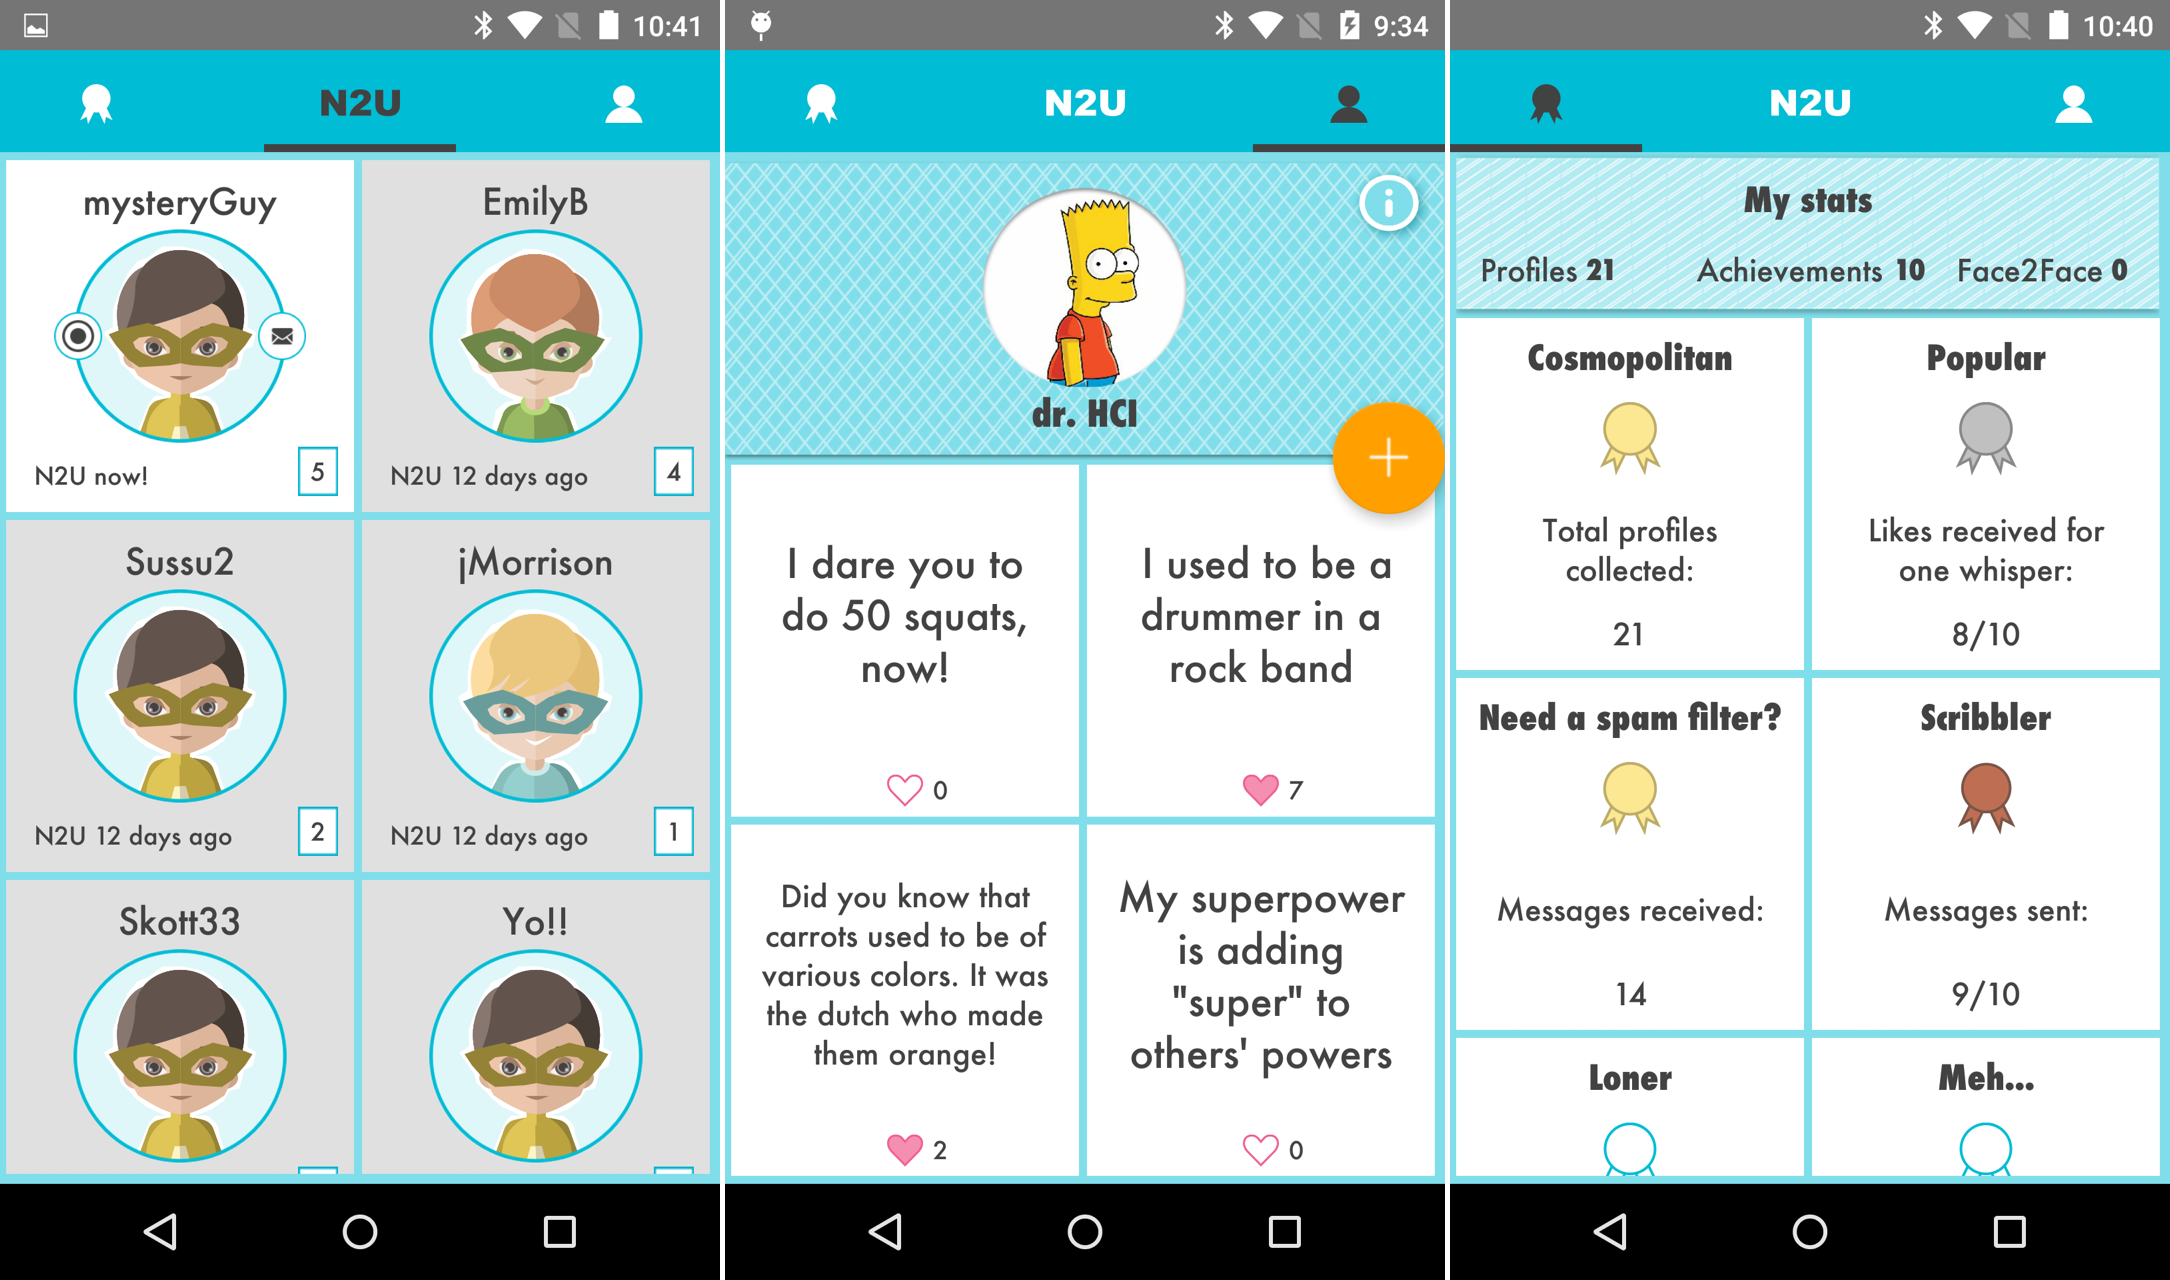 10:41
N2U
mysteryGuy
N2U now!
5
EmilyB
N2U 12 days ago
4
Sussu2
N2U 12 days ago
2
jMorrison
N2U 12 days ago
1
Skott33
Yo!!
9:34
N2U
dr. HCI
I dare you to
do 50 squats,
now!
0
I used to be a
drummer in a
rock band
7
Did you know that
carrots used to be of
various colors. It was
the dutch who made
them orange!
2
My superpower
is adding
"super" to
others' powers
0
10:40
N2U
My stats
Profiles 21
Achievements 10
Face2Face 0
Cosmopolitan
Total profiles
collected:
21
Popular
Likes received for
one whisper:
8/10
Need a spam filter?
Messages received:
14
Scribbler
Messages sent:
9/10
Loner
Meh...